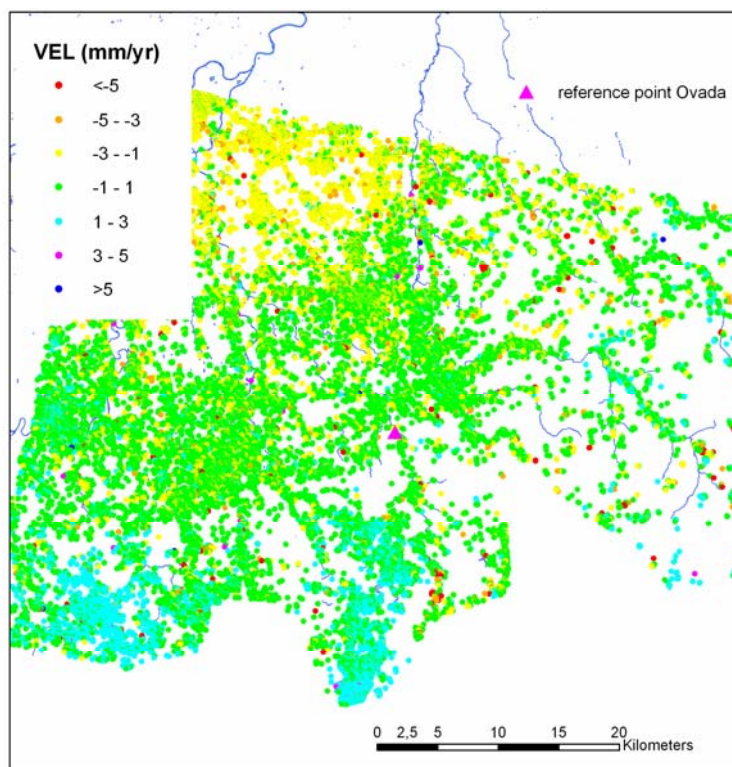 VEL (mm/yr)
<-5
-5 - -3
-3 - -1
-1 - 1
1 - 3
3 - 5
>5
reference point Ovada
0 2,5 5 10 15 20
Kilometers